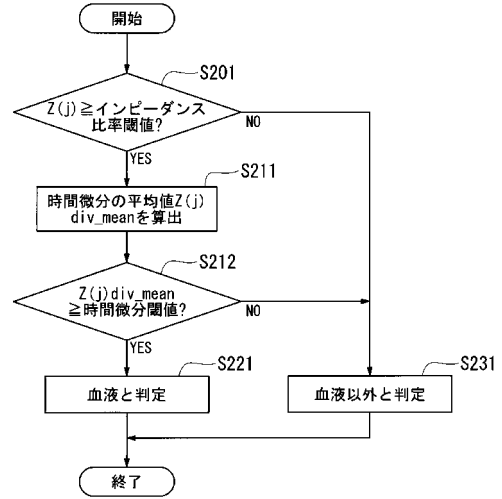 開始
S201
Z(j)≧インピーダンス
比率閾値?
NO
YES
S211
時間微分の平均値Z(j)
div_meanを算出
S212
Z(j)div_mean
≧時間微分閾値?
NO
YES
S221
血液と判定
S231
血液以外と判定
終了